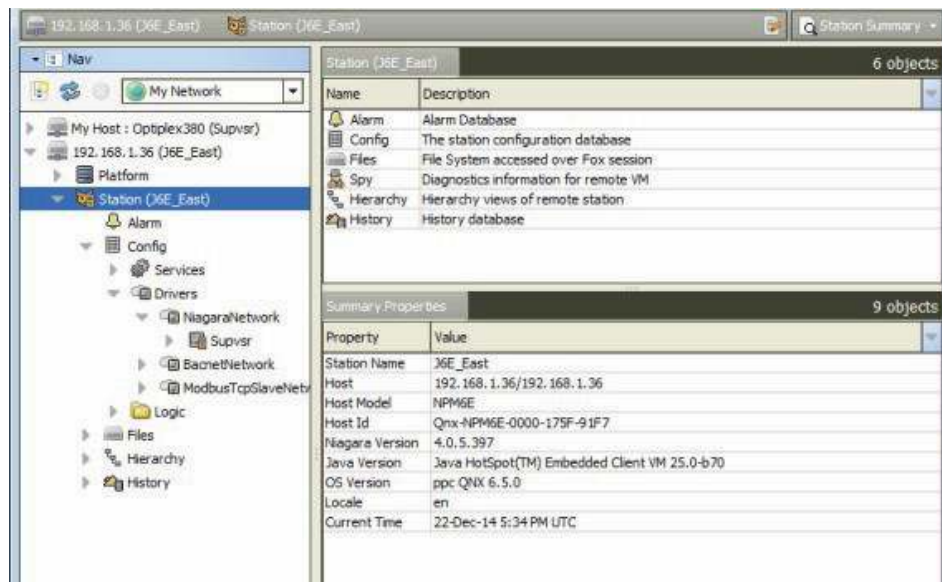 192.168.1.36 (J6E_East) Station (J6E_East) Station Summary
Nav
My Network
My Host : Optiplex380 (Supvsr)
192.168.1.36 (J6E_East)
Platform
Station (J6E_East)
Alarm
Config
Services
Drivers
NiagaraNetwork
Supvsr
BacnetNetwork
ModbusTcpSlaveNetw
Logic
Files
Hierarchy
History
Station (J6E_East) 6 objects
Name Description
Alarm Alarm Database
Config The station configuration database
Files File System accessed over Fox session
Spy Diagnostics information for remote VM
Hierarchy Hierarchy views of remote station
History History database
Summary Properties 9 objects
Property Value
Station Name J6E_East
Host 192.168.1.36/192.168.1.36
Host Model NPM6E
Host Id Qnx-NPM6E-0000-175F-91F7
Niagara Version 4.0.5.397
Java Version Java HotSpot(TM) Embedded Client VM 25.0-b70
OS Version ppc QNX 6.5.0
Locale en
Current Time 22-Dec-14 5:34 PM UTC